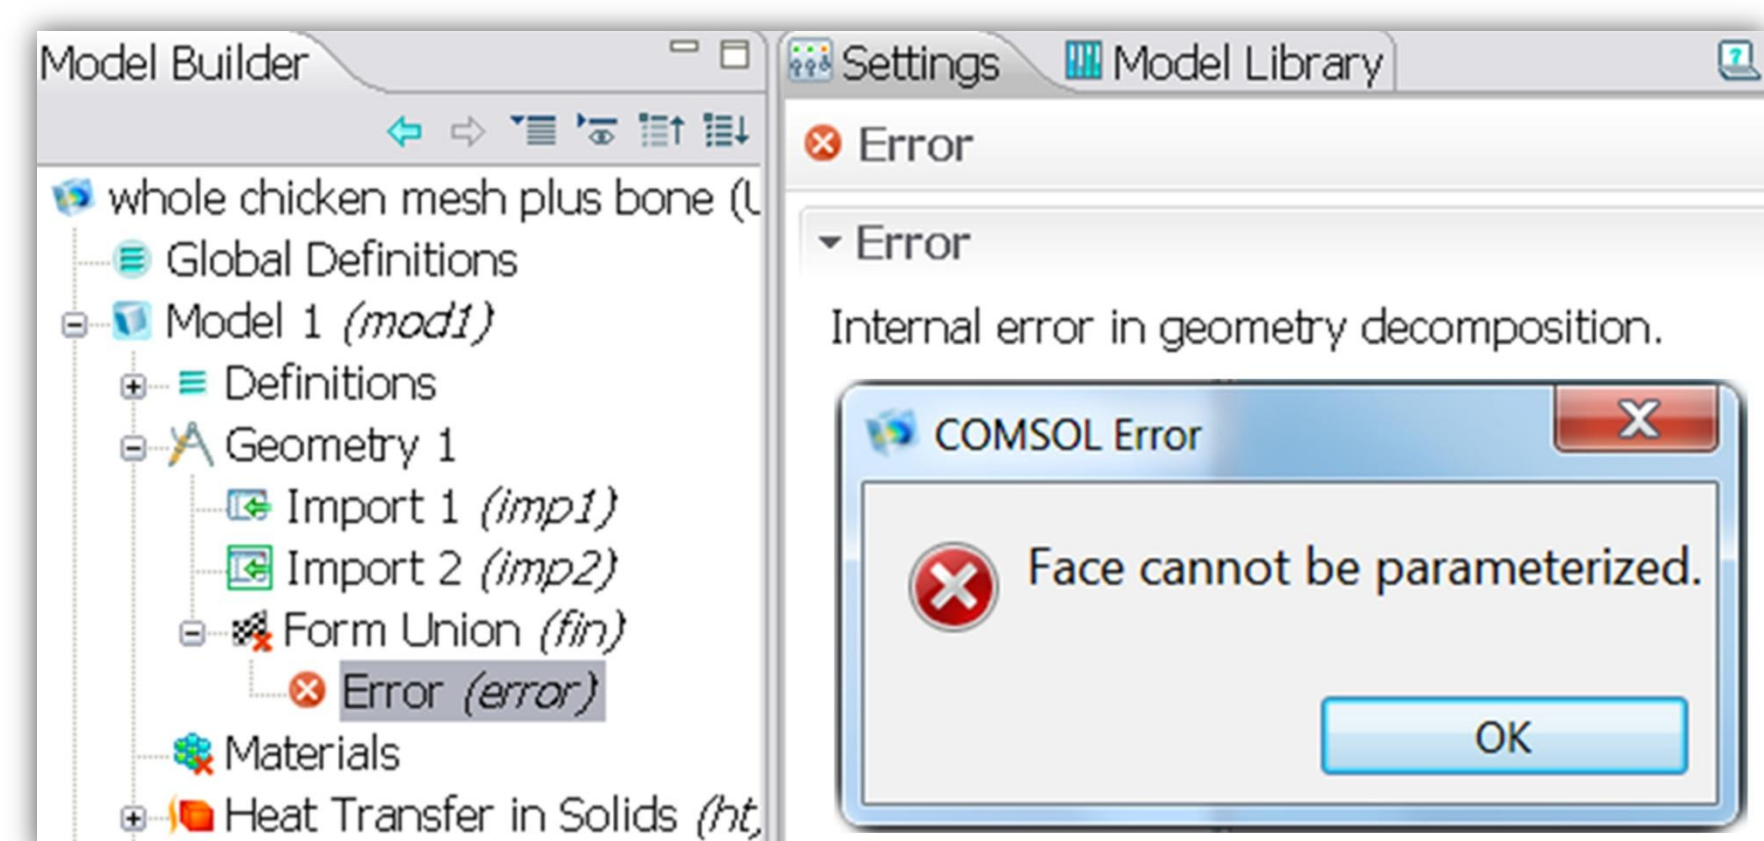 Model Builder
Settings
Model Library
Error
whole chicken mesh plus bone (
Global Definitions
Model 1 (mod1)
Definitions
Geometry 1
Import 1 (imp1)
Import 2 (imp2)
Form Union (fin)
Error (error)
Materials
Heat Transfer in Solids (ht,
Error
Internal error in geometry decomposition.
COMSOL Error
Face cannot be parameterized.
OK